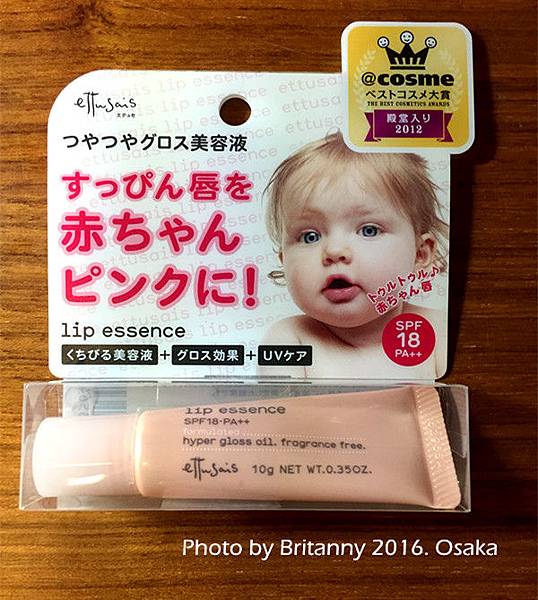 ettusais
エテュセ
@cosme
ベストコスメ大賞
THE BEST COSMETICS AWARDS
殿堂入り
2012
つやつやグロス美容液
すっぴん唇を
赤ちゃん
ピンクに!
トゥルトゥル♪
赤ちゃん唇
lip essence
くちびる美容液+グロス効果+UVケア
SPF
18
PA++
lip essence
SPF18·PA++
formulated
hyper gloss oil. fragrance free.
ettusais 10g NET WT.0.35OZ.
Photo by Britanny 2016. Osaka